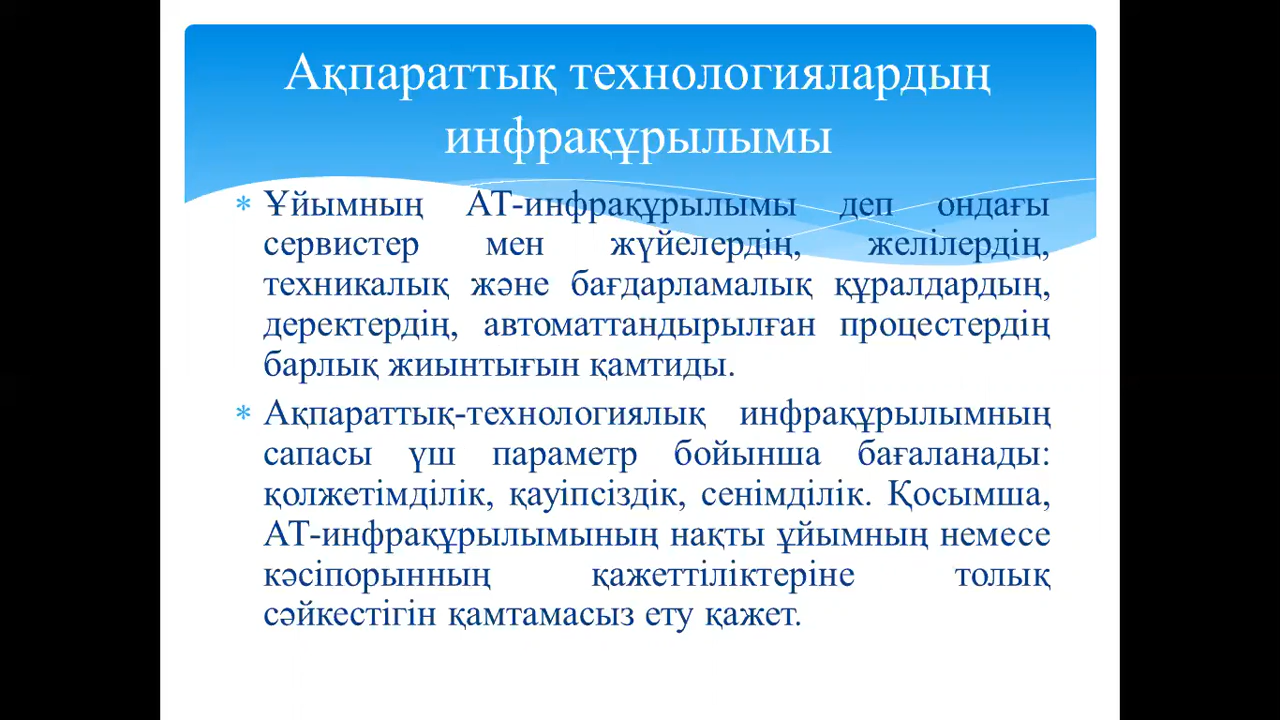 Ақпараттық технологиялардың
инфрақұрылымы
* Ұйымның АТ-инфрақұрылымы деп ондағы
сервистер мен жүйелердің, желілердің,
техникалық және бағдарламалық құралдардың,
деректердің, автоматтандырылған процестердің
барлық жиынтығын қамтиды.
* Ақпараттық-технологиялық инфрақұрылымның
сапасы үш параметр бойынша бағаланады:
қолжетімділік, қауіпсіздік, сенімділік. Қосымша,
АТ-инфрақұрылымының нақты ұйымның немесе
кәсіпорынның қажеттіліктеріне толық
сәйкестігін қамтамасыз ету қажет.